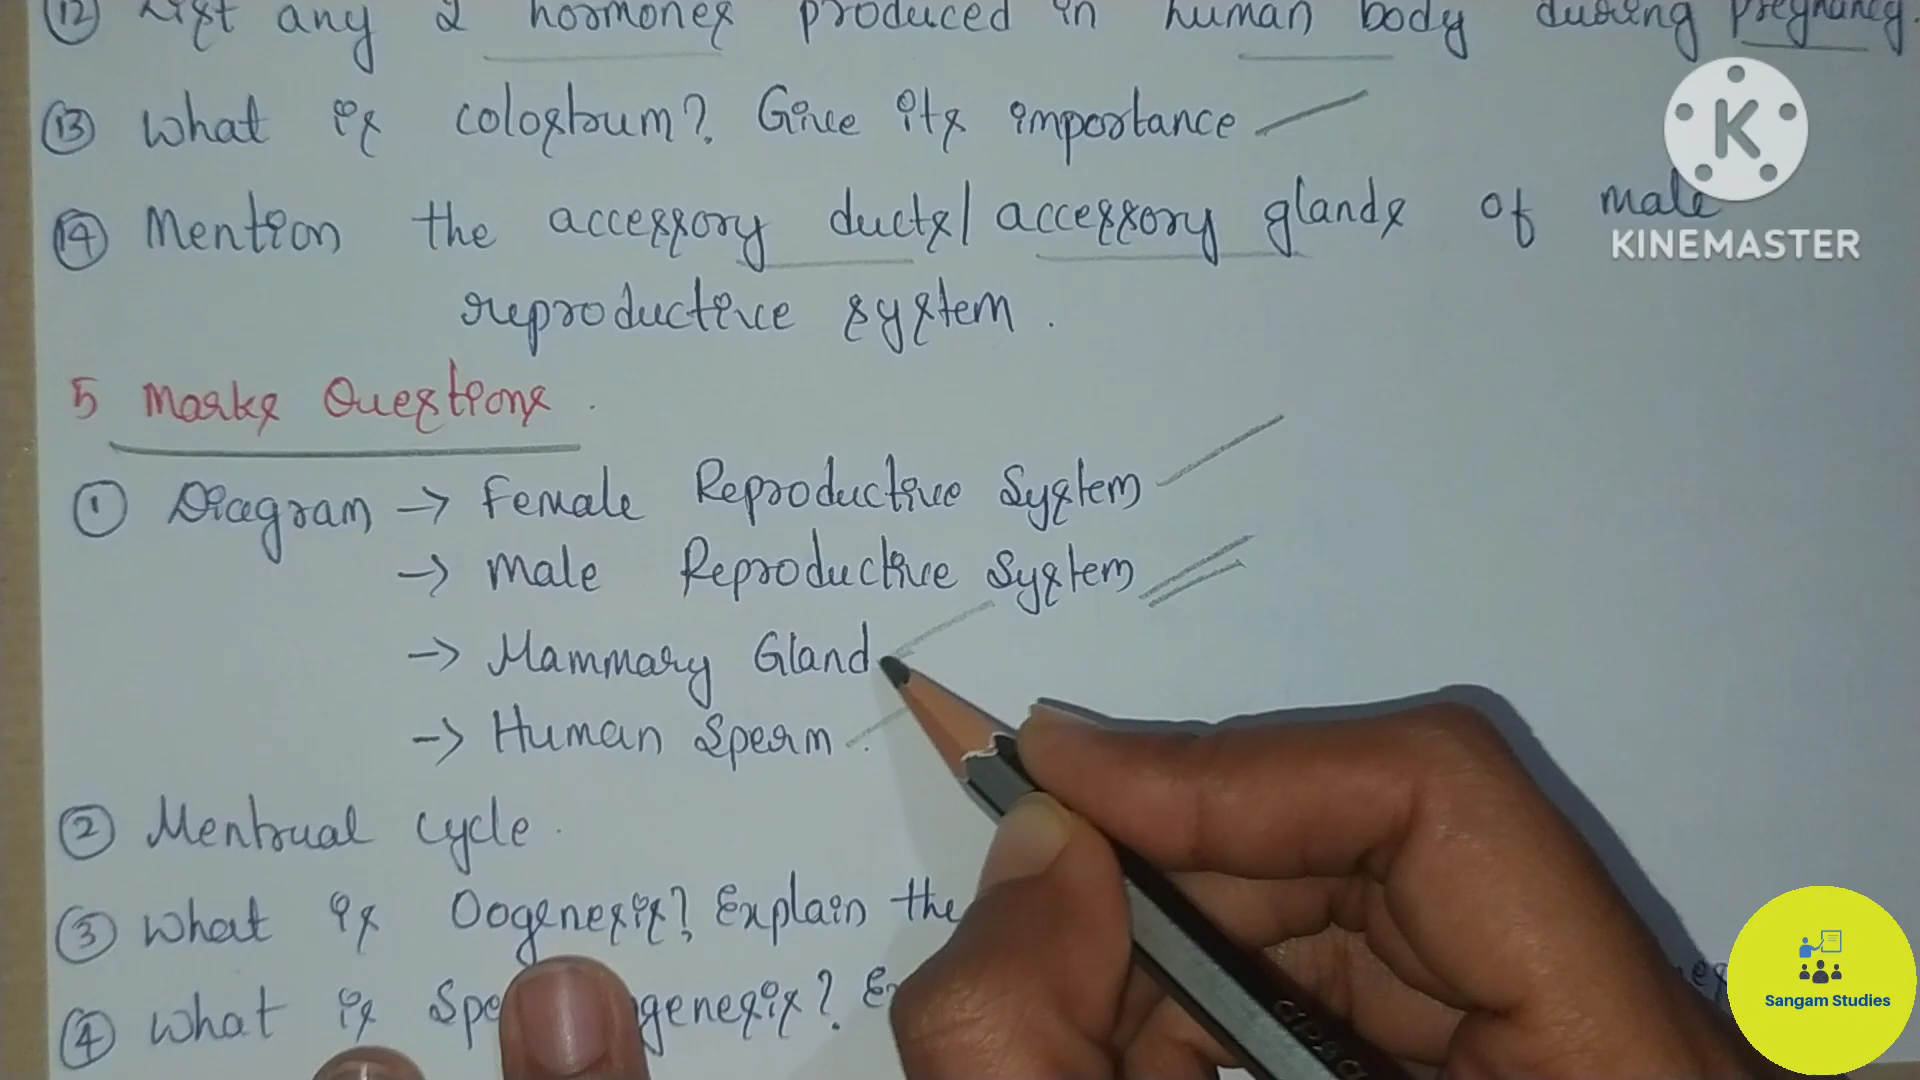 (12) List any 2 hormones produced in human body during pregnancy.
(13) What is colostrum? Give its importance
(14) Mention the accessory ducts/accessory glands of male
reproductive system.
KINEMASTER
5 Marks Questions.
(1) Diagram → Female Reproductive System
→ Male Reproductive System
→ Mammary Gland
→ Human Sperm.
(2) Mentrual cycle.
(3) What is Oogenesis? Explain the
(4) What is
Sangam Studies